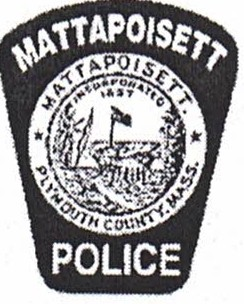 MATTAPOISETT
MATTAPOISETT
INCORPORATED
1857
PLYMOUTH COUNTY, MASS.
POLICE